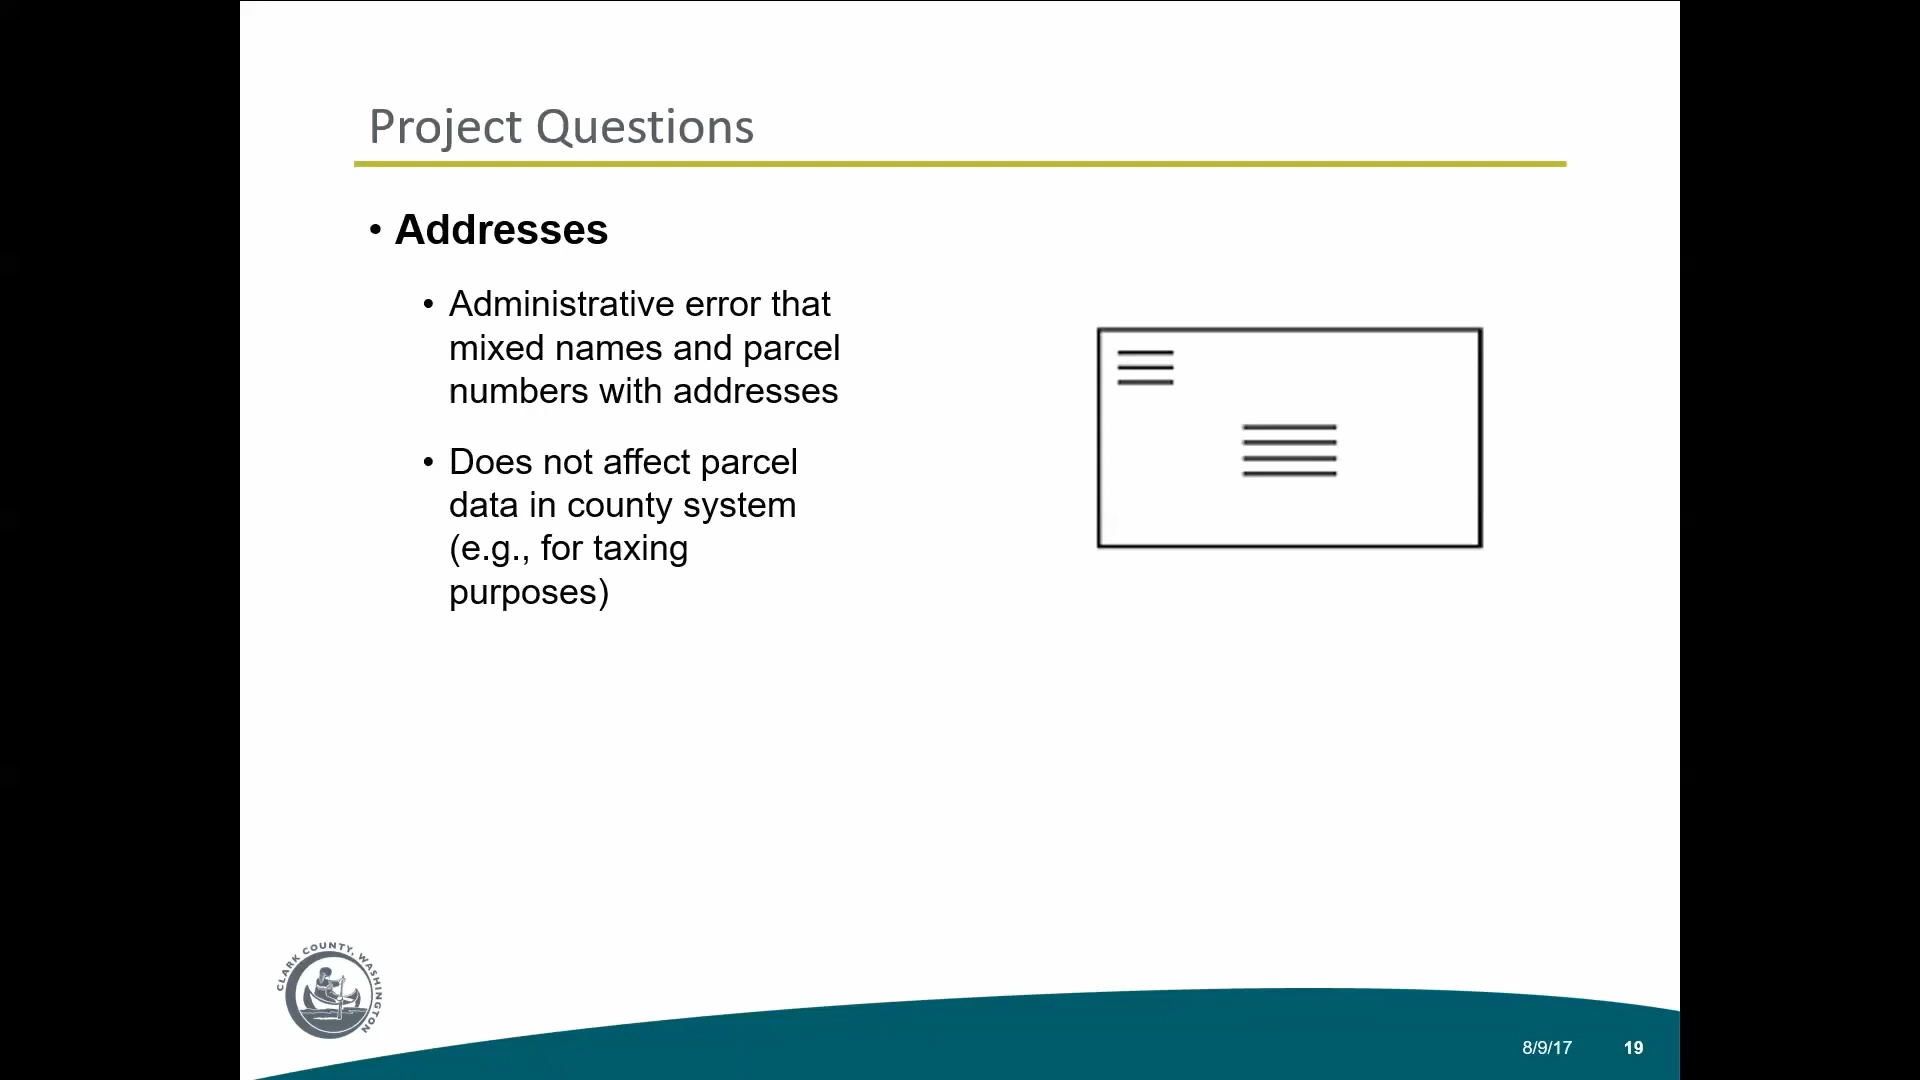 Project Questions
• Addresses
• Administrative error that
mixed names and parcel
numbers with addresses
• Does not affect parcel
data in county system
(e.g., for taxing
purposes)
CLARK COUNTY, WASHINGTON
8/9/17
19